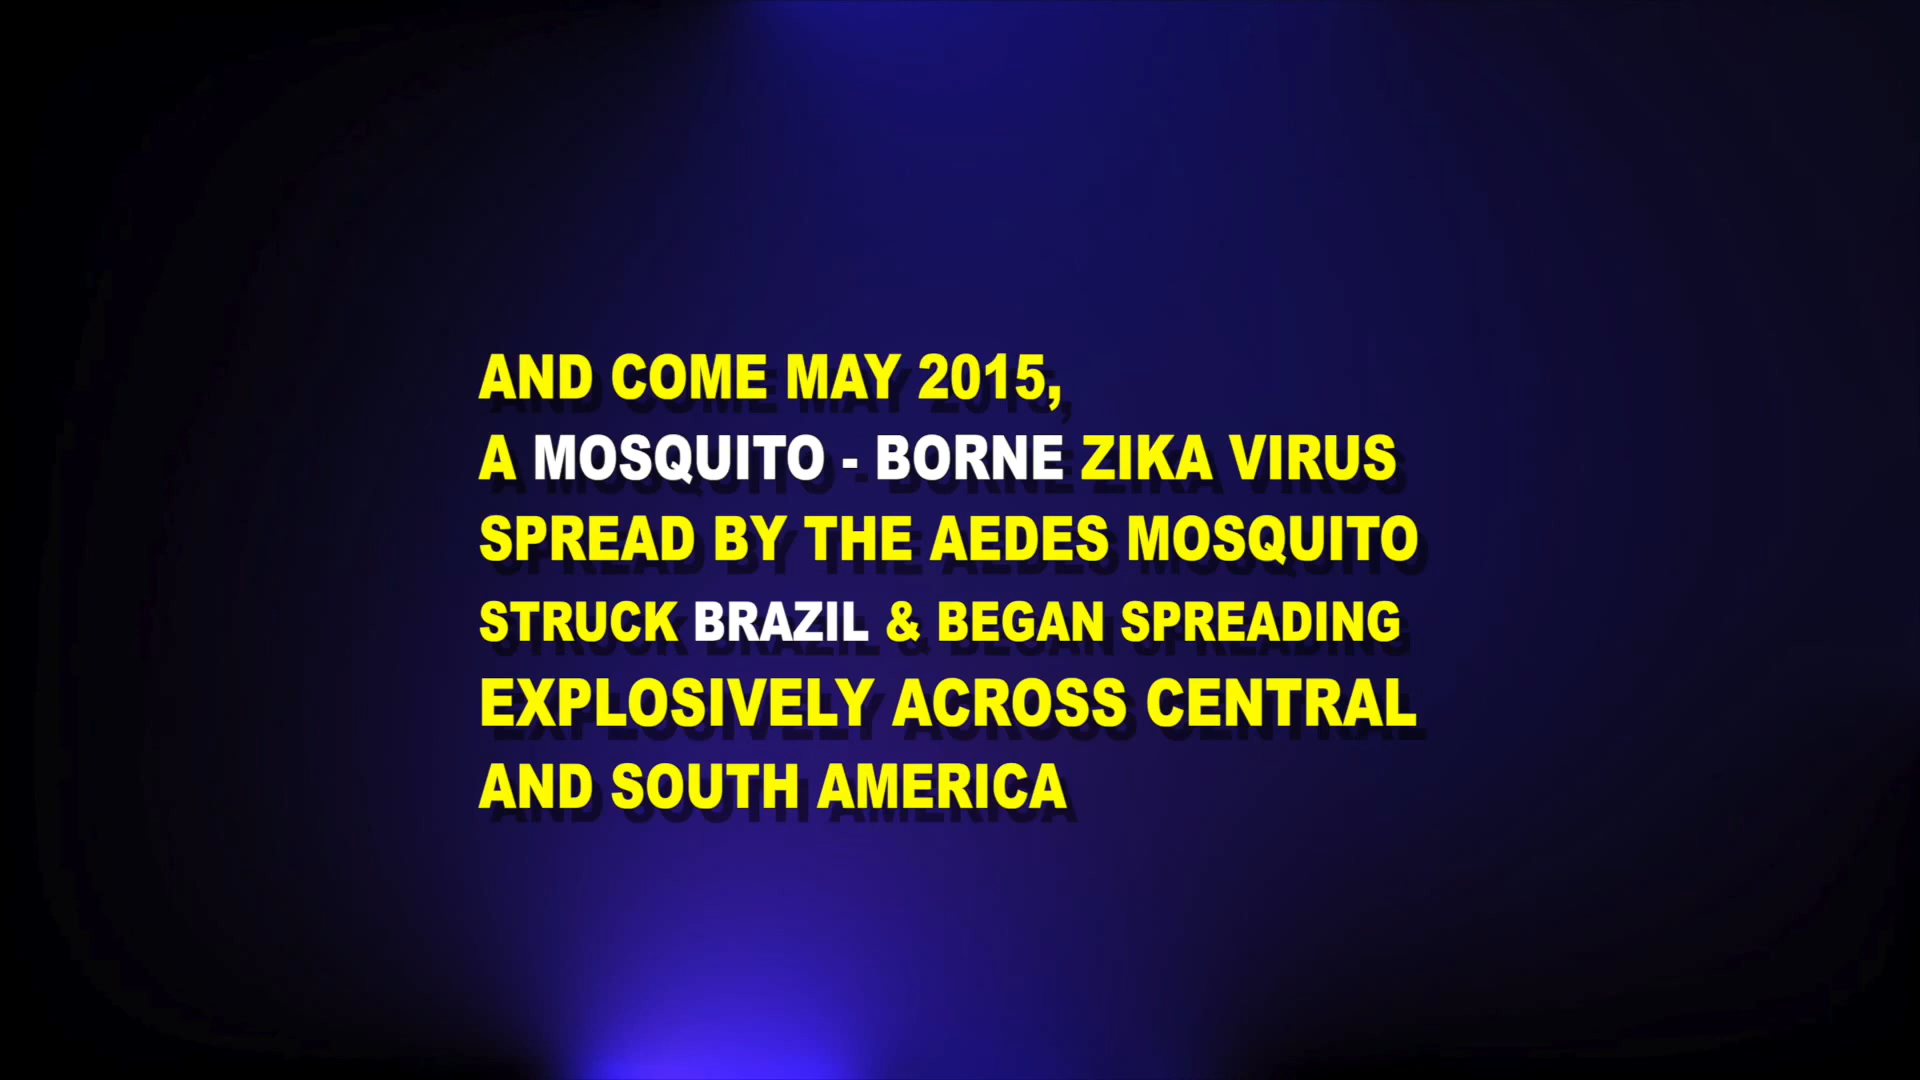 AND COME MAY 2015,
A MOSQUITO - BORNE ZIKA VIRUS
SPREAD BY THE AEDES MOSQUITO
STRUCK BRAZIL & BEGAN SPREADING
EXPLOSIVELY ACROSS CENTRAL
AND SOUTH AMERICA